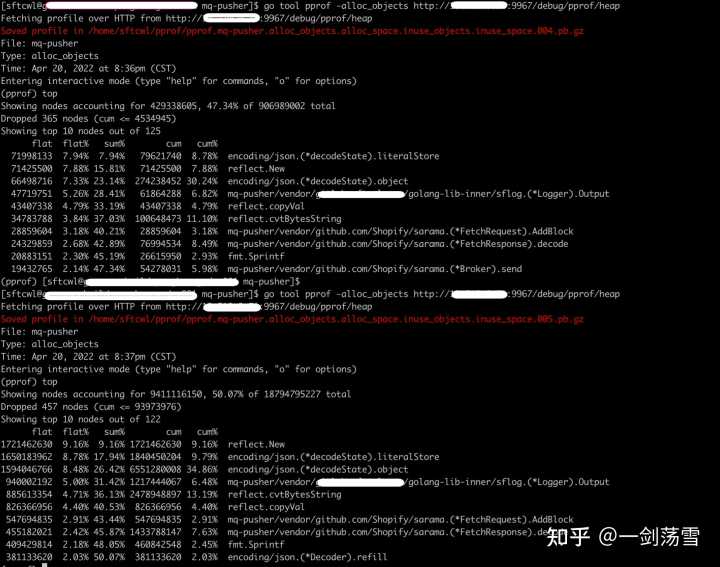 [sftcwl@g mq-pusher]$ go tool pprof -alloc_objects http:// :9967/debug/pprof/heap
Fetching profile over HTTP from http:// :9967/debug/pprof/heap
Saved profile in /home/sftcwl/pprof/pprof.mq-pusher.alloc_objects.alloc_space.inuse_objects.inuse_space.004.pb.gz
File: mq-pusher
Type: alloc_objects
Time: Apr 20, 2022 at 8:36pm (CST)
Entering interactive mode (type "help" for commands, "o" for options)
(pprof) top
Showing nodes accounting for 429338605, 47.34% of 906989002 total
Dropped 365 nodes (cum <= 4534945)
Showing top 10 nodes out of 125
flat flat% sum% cum cum%
71998133 7.94% 7.94% 79621740 8.78% encoding/json.(*decodeState).literalStore
71425500 7.88% 15.81% 71425500 7.88% reflect.New
66498716 7.33% 23.14% 274238452 30.24% encoding/json.(*decodeState).object
47719751 5.26% 28.41% 61864288 6.82% mq-pusher/vendor/g /golang-lib-inner/sflog.(*Logger).Output
43407338 4.79% 33.19% 43407338 4.79% reflect.copyVal
34783788 3.84% 37.03% 100648473 11.10% reflect.cvtBytesString
28859604 3.18% 40.21% 28859604 3.18% mq-pusher/vendor/github.com/Shopify/sarama.(*FetchRequest).AddBlock
24329859 2.68% 42.89% 76994534 8.49% mq-pusher/vendor/github.com/Shopify/sarama.(*FetchResponse).decode
20883151 2.30% 45.19% 26615950 2.93% fmt.Sprintf
19432765 2.14% 47.34% 54278031 5.98% mq-pusher/vendor/github.com/Shopify/sarama.(*Broker).send
(pprof) [sftcwl@g mq-pusher]$
[sftcwl@ mq-pusher]$ go tool pprof -alloc_objects http:// :9967/debug/pprof/heap
Fetching profile over HTTP from http:// :9967/debug/pprof/heap
Saved profile in /home/sftcwl/pprof/pprof.mq-pusher.alloc_objects.alloc_space.inuse_objects.inuse_space.005.pb.gz
File: mq-pusher
Type: alloc_objects
Time: Apr 20, 2022 at 8:37pm (CST)
Entering interactive mode (type "help" for commands, "o" for options)
(pprof) top
Showing nodes accounting for 9411116150, 50.07% of 18794795227 total
Dropped 457 nodes (cum <= 93973976)
Showing top 10 nodes out of 122
flat flat% sum% cum cum%
1721462630 9.16% 9.16% 1721462630 9.16% reflect.New
1650183962 8.78% 17.94% 1840450204 9.79% encoding/json.(*decodeState).literalStore
1594046766 8.48% 26.42% 6551280008 34.86% encoding/json.(*decodeState).object
940002192 5.00% 31.42% 1217444067 6.48% mq-pusher/vendor/ /golang-lib-inner/sflog.(*Logger).Output
885613354 4.71% 36.13% 2478948897 13.19% reflect.cvtBytesString
826366956 4.40% 40.53% 826366956 4.40% reflect.copyVal
547694835 2.91% 43.44% 547694835 2.91% mq-pusher/vendor/github.com/Shopify/sarama.(*FetchRequest).AddBlock
455182021 2.42% 45.87% 1433788147 7.63% mq-pusher/vendor/github.com/Shopify/sarama.(*FetchResponse).decode
409429814 2.18% 48.05% 460842548 2.45% fmt.Sprintf
381133620 2.03% 50.07% 381133620 2.03% encoding/json.(*Decoder).refill
知乎 @一剑荡雪